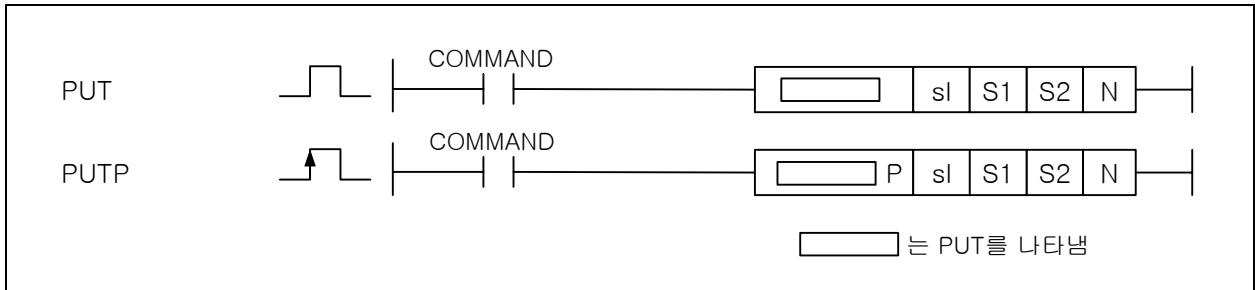 COMMAND
PUT sl S1 S2 N
COMMAND
PUTP P sl S1 S2 N
는 PUT를 나타냄